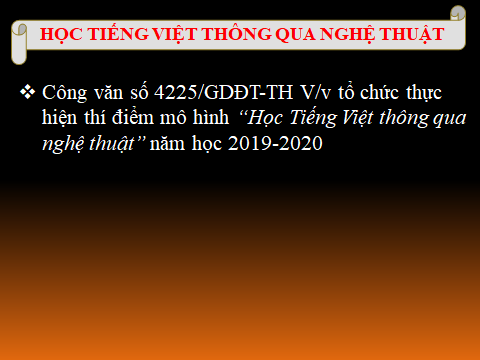 HỌC TIẾNG VIỆT THÔNG QUA NGHỆ THUẬT
❖ Công văn số 4225/GDĐT-TH V/v tổ chức thực
hiện thí điểm mô hình “Học Tiếng Việt thông qua
nghệ thuật” năm học 2019-2020